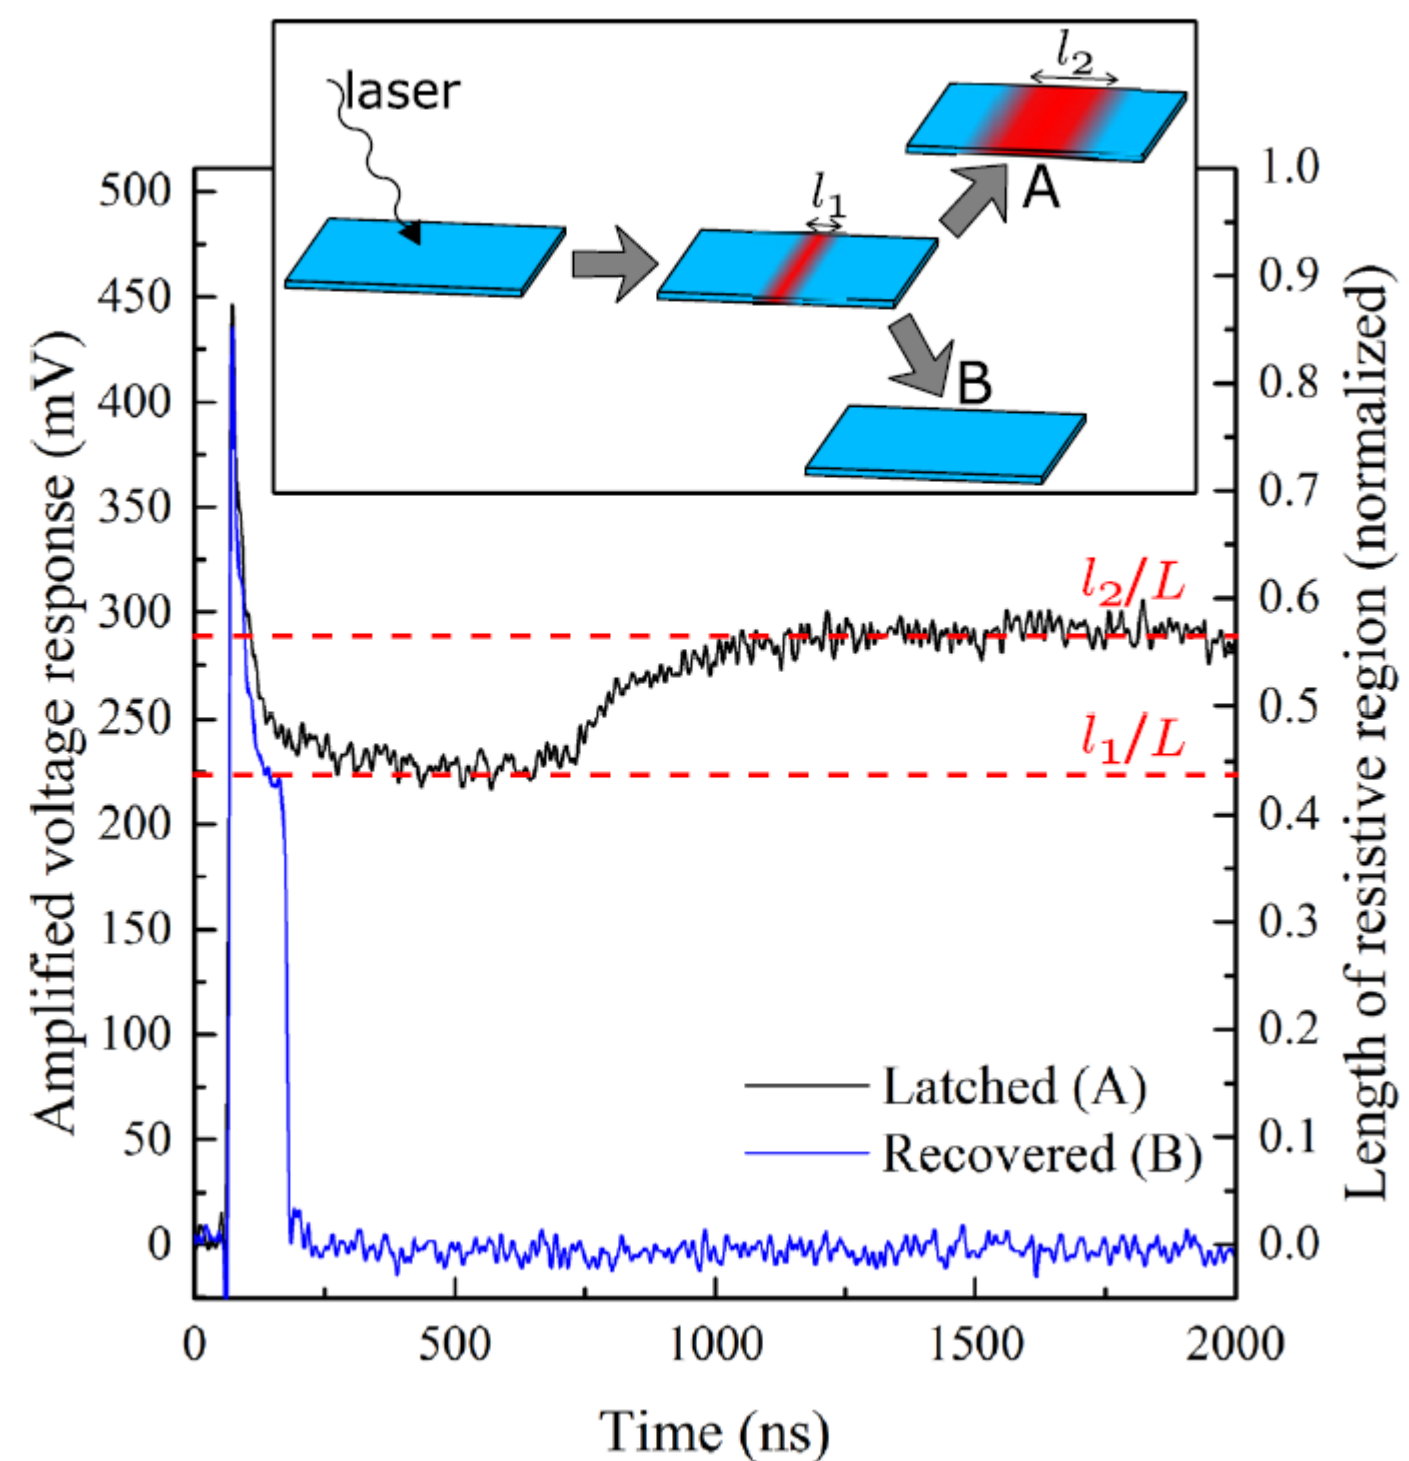 laser
l₁
l₂
A
B
Amplified voltage response (mV)
500
450
400
350
300
250
200
150
100
50
0
1.0
0.9
0.8
0.7
0.6
0.5
0.4
0.3
0.2
0.1
0.0
Length of resistive region (normalized)
l₂/L
l₁/L
Latched (A)
Recovered (B)
0 500 1000 1500 2000
Time (ns)